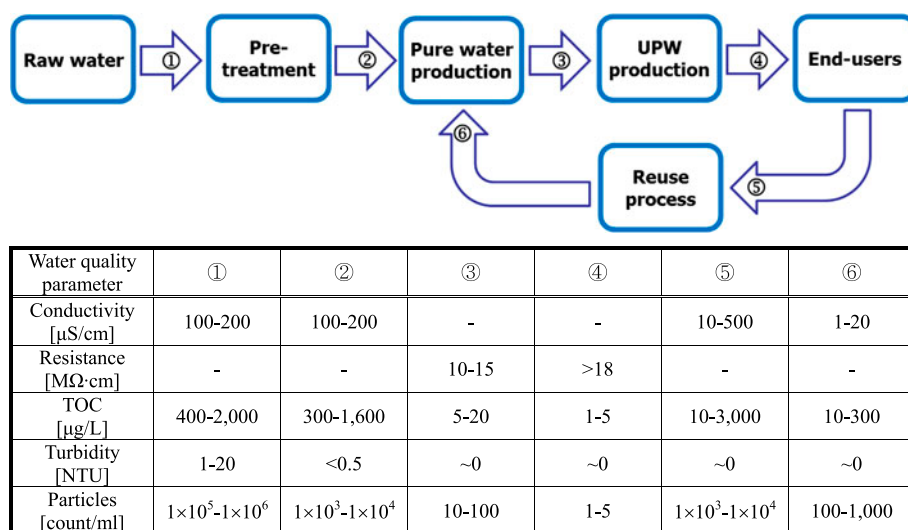 Raw water
①
Pre-
treatment
②
Pure water
production
③
UPW
production
④
End-users
⑥
Reuse
process
⑤
Water quality
parameter ① ② ③ ④ ⑤ ⑥
Conductivity
[μS/cm] 100-200 100-200 - - 10-500 1-20
Resistance
[MΩ·cm] - - 10-15 >18 - -
TOC
[μg/L] 400-2,000 300-1,600 5-20 1-5 10-3,000 10-300
Turbidity
[NTU] 1-20 <0.5 ~0 ~0 ~0 ~0
Particles
[count/ml] 1×10⁵-1×10⁶ 1×10³-1×10⁴ 10-100 1-5 1×10³-1×10⁴ 100-1,000